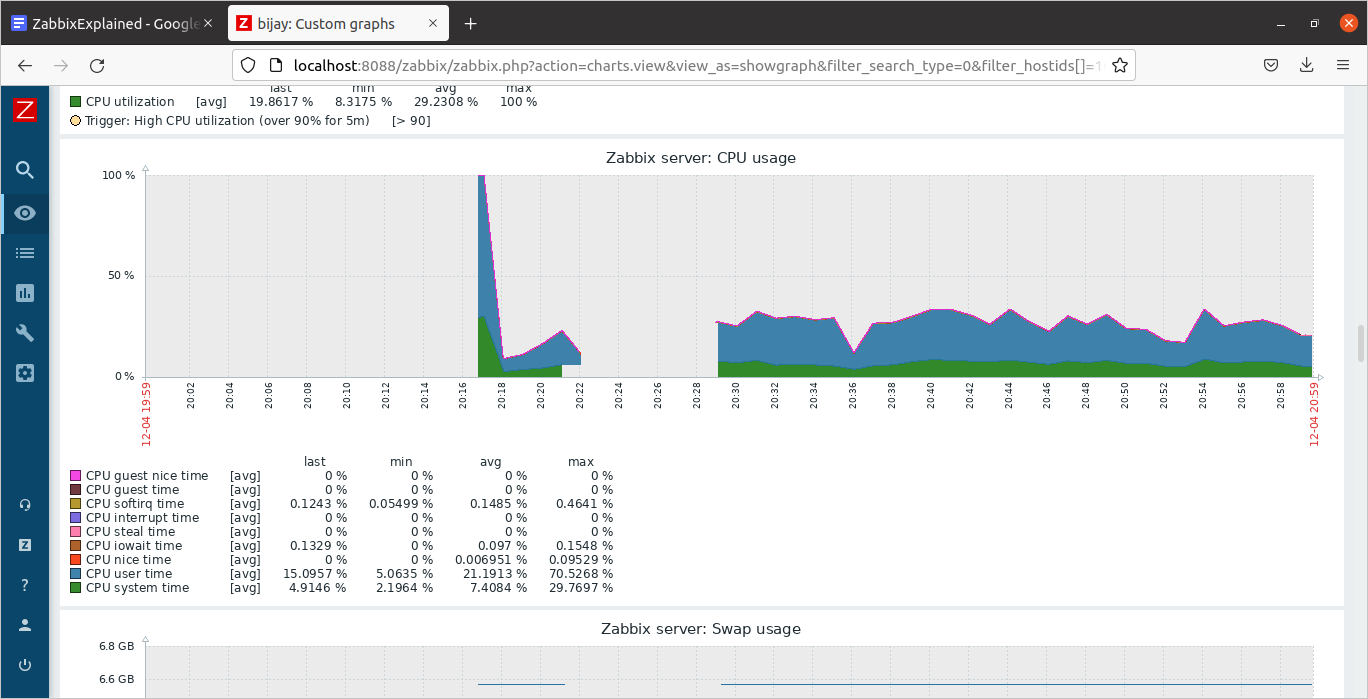 ZabbixExplained - Google
Z bijay: Custom graphs
localhost:8088/zabbix/zabbix.php?action=charts.view&view_as=showgraph&filter_search_type=0&filter_hostids[]=1
Z
last min avg max
CPU utilization [avg] 19.8617 % 8.3175 % 29.2308 % 100 %
Trigger: High CPU utilization (over 90% for 5m) [> 90]
Zabbix server: CPU usage
100 %
50 %
0 %
12-04 19:59 20:02 20:04 20:06 20:08 20:10 20:12 20:14 20:16 20:18 20:20 20:22 20:24 20:26 20:28 20:30 20:32 20:34 20:36 20:38 20:40 20:42 20:44 20:46 20:48 20:50 20:52 20:54 20:56 20:58 12-04 20:59
last min avg max
CPU guest nice time [avg] 0 % 0 % 0 % 0 %
CPU guest time [avg] 0 % 0 % 0 % 0 %
CPU softirq time [avg] 0.1243 % 0.05499 % 0.1485 % 0.4641 %
CPU interrupt time [avg] 0 % 0 % 0 % 0 %
CPU steal time [avg] 0 % 0 % 0 % 0 %
CPU iowait time [avg] 0.1329 % 0 % 0.097 % 0.1548 %
CPU nice time [avg] 0 % 0 % 0.006951 % 0.09529 %
CPU user time [avg] 15.0957 % 5.0635 % 21.1913 % 70.5268 %
CPU system time [avg] 4.9146 % 2.1964 % 7.4084 % 29.7697 %
Z
?
Zabbix server: Swap usage
6.8 GB
6.6 GB